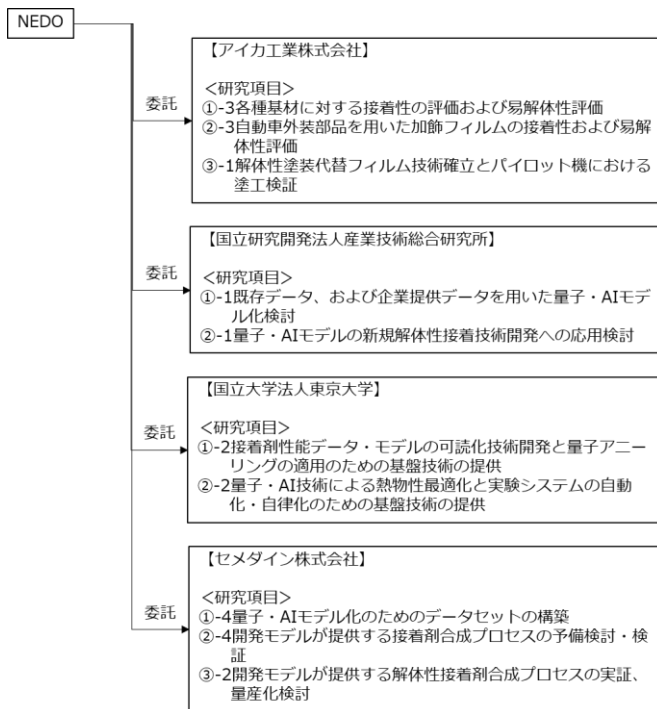 NEDO
【アイカ工業株式会社】
<研究項目>
委託
①-3各種基材に対する接着性の評価および易解体性評価
②-3自動車外装部品を用いた加飾フィルムの接着性および易解
体性評価
③-1解体性塗装代替フィルム技術確立とパイロット機における
塗工検証
【国立研究開発法人産業技術総合研究所】
委託
<研究項目>
①-1既存データ、および企業提供データを用いた量子・AIモデ
ル化検討
②-1量子・AIモデルの新規解体性接着技術開発への応用検討
【国立大学法人東京大学】
<研究項目>
委託
①-2接着剤性能データ・モデルの可読化技術開発と量子アニー
リングの適用のための基盤技術の提供
②-2量子・AI技術による熱物性最適化と実験システムの自動
化・自律化のための基盤技術の提供
【セメダイン株式会社】
<研究項目>
委託
①-4量子・AIモデル化のためのデータセットの構築
②-4開発モデルが提供する接着剤合成プロセスの予備検討・検
証
③-2開発モデルが提供する解体性接着剤合成プロセスの実証、
量産化検討